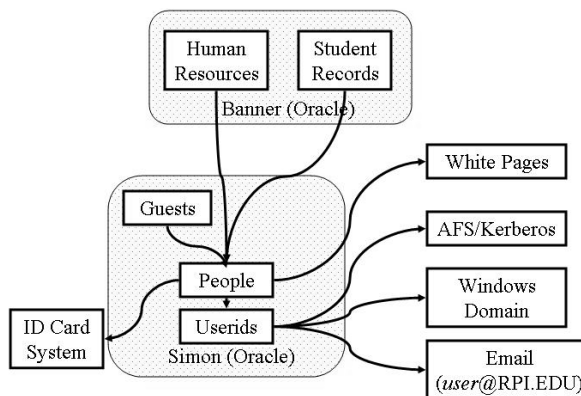 Human
Resources
Student
Records
Banner (Oracle)
White Pages
Guests
AFS/Kerberos
People
Windows
Domain
ID Card
System
Userids
Simon (Oracle)
Email
(user@RPI.EDU)